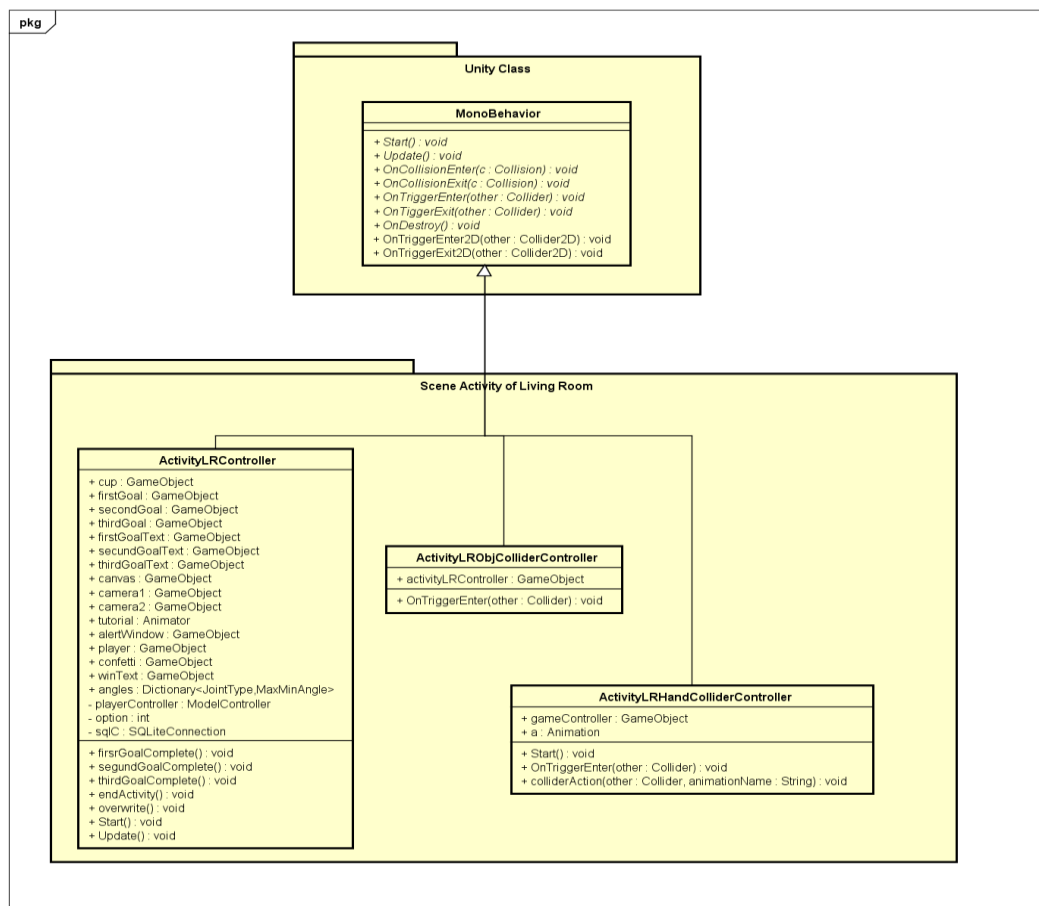 pkg
Unity Class
MonoBehavior
+ Start() : void
+ Update() : void
+ OnCollisionEnter(c : Collision) : void
+ OnCollisionExit(c : Collision) : void
+ OnTriggerEnter(other : Collider) : void
+ OnTiggerExit(other : Collider) : void
+ OnDestroy() : void
+ OnTriggerEnter2D(other : Collider2D) : void
+ OnTriggerExit2D(other : Collider2D) : void
Scene Activity of Living Room
ActivityLRController
+ cup : GameObject
+ firstGoal : GameObject
+ secondGoal : GameObject
+ thirdGoal : GameObject
+ firstGoalText : GameObject
+ secundGoalText : GameObject
+ thirdGoalText : GameObject
+ canvas : GameObject
+ camera1 : GameObject
+ camera2 : GameObject
+ tutorial : Animator
+ alertWindow : GameObject
+ player : GameObject
+ confetti : GameObject
+ winText : GameObject
+ angles : Dictionary<JointType,MaxMinAngle>
- playerController : ModelController
- option : int
- sqlC : SQLiteConnection
+ firsrGoalComplete() : void
+ segundGoalComplete() : void
+ thirdGoalComplete() : void
+ endActivity() : void
+ overwrite() : void
+ Start() : void
+ Update() : void
ActivityLRObjColliderController
+ activityLRController : GameObject
+ OnTriggerEnter(other : Collider) : void
ActivityLRHandColliderController
+ gameController : GameObject
+ a : Animation
+ Start() : void
+ OnTriggerEnter(other : Collider) : void
+ colliderAction(other : Collider, animationName : String) : void